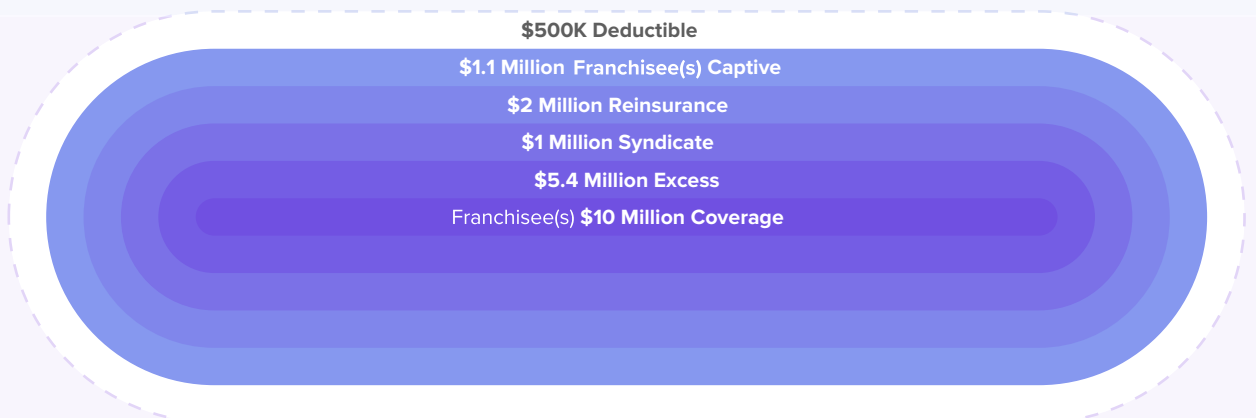 $500K Deductible
$1.1 Million Franchisee(s) Captive
$2 Million Reinsurance
$1 Million Syndicate
$5.4 Million Excess
Franchisee(s) $10 Million Coverage